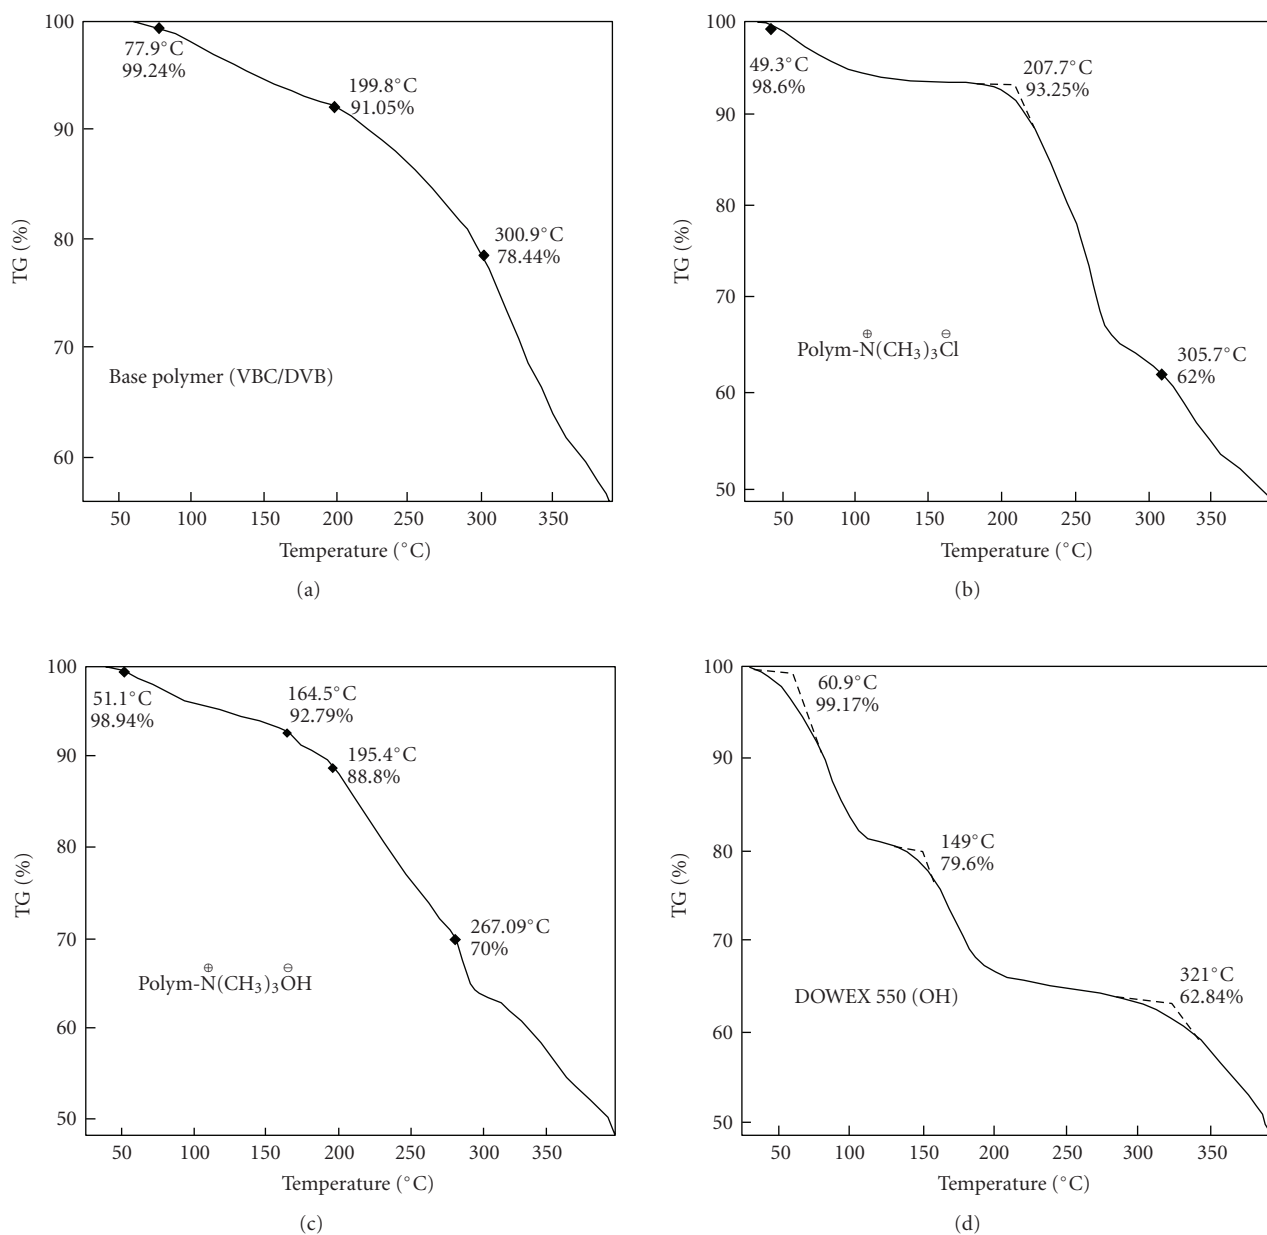 100
90
80
70
60
TG (%)
77.9°C
99.24%
199.8°C
91.05%
300.9°C
78.44%
Base polymer (VBC/DVB)
50 100 150 200 250 300 350
Temperature (°C)
(a)
100
90
80
70
60
50
TG (%)
49.3°C
98.6%
207.7°C
93.25%
305.7°C
62%
⊕ ⊖
Polym-N(CH₃)₃Cl
50 100 150 200 250 300 350
Temperature (°C)
(b)
100
90
80
70
60
50
TG (%)
51.1°C
98.94%
164.5°C
92.79%
195.4°C
88.8%
267.09°C
70%
⊕ ⊖
Polym-N(CH₃)₃OH
50 100 150 200 250 300 350
Temperature (°C)
(c)
100
90
80
70
60
50
TG (%)
60.9°C
99.17%
149°C
79.6%
321°C
62.84%
DOWEX 550 (OH)
50 100 150 200 250 300 350
Temperature (°C)
(d)